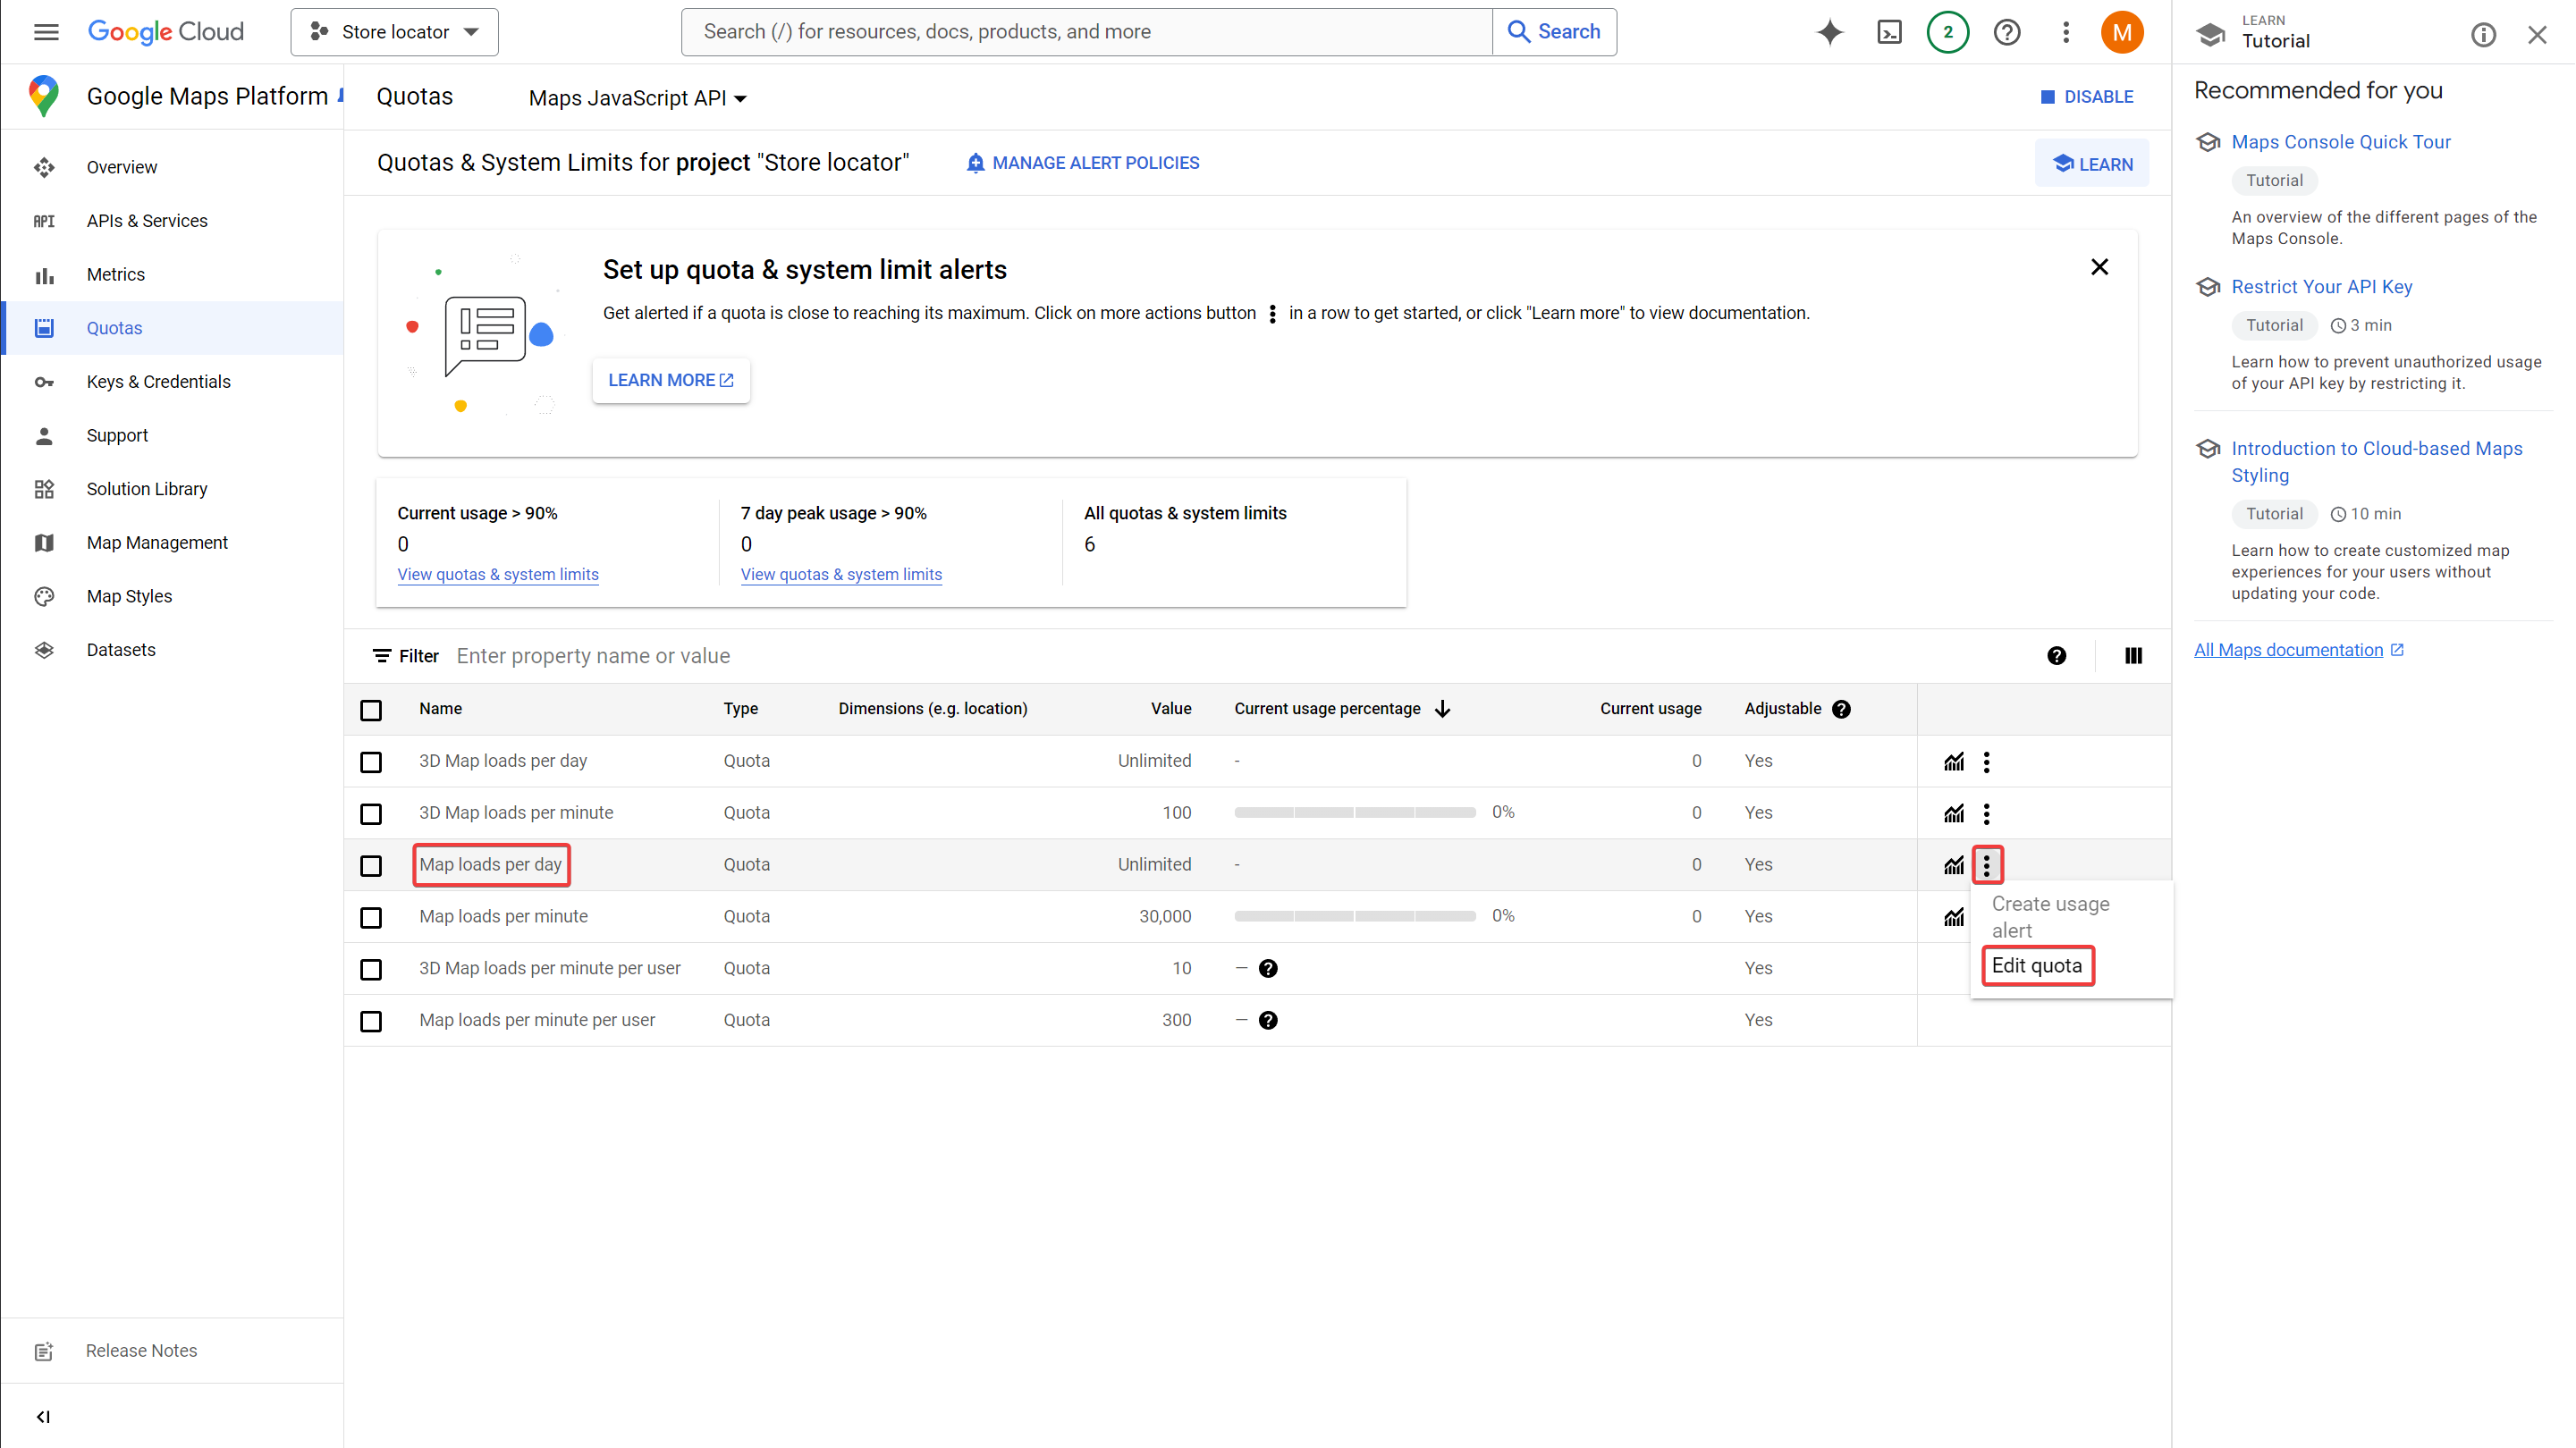 Google Cloud
Store locator
Search (/) for resources, docs, products, and more
Search
2
M
LEARN
Tutorial
Google Maps Platform
Quotas
Maps JavaScript API
DISABLE
Quotas & System Limits for project "Store locator"
MANAGE ALERT POLICIES
LEARN
Overview
API
APIs & Services
Metrics
Quotas
Keys & Credentials
Support
Solution Library
Map Management
Map Styles
Datasets
Release Notes
Set up quota & system limit alerts
Get alerted if a quota is close to reaching its maximum. Click on more actions button in a row to get started, or click "Learn more" to view documentation.
LEARN MORE
Current usage > 90%
0
View quotas & system limits
7 day peak usage > 90%
0
View quotas & system limits
All quotas & system limits
6
Filter Enter property name or value
Name Type Dimensions (e.g. location) Value Current usage percentage Current usage Adjustable
3D Map loads per day Quota Unlimited - 0 Yes
3D Map loads per minute Quota 100 0% 0 Yes
Map loads per day Quota Unlimited - 0 Yes
Map loads per minute Quota 30,000 0% 0 Yes
3D Map loads per minute per user Quota 10 — Yes
Map loads per minute per user Quota 300 — Yes
Create usage
alert
Edit quota
Recommended for you
Maps Console Quick Tour
Tutorial
An overview of the different pages of the
Maps Console.
Restrict Your API Key
Tutorial 3 min
Learn how to prevent unauthorized usage
of your API key by restricting it.
Introduction to Cloud-based Maps
Styling
Tutorial 10 min
Learn how to create customized map
experiences for your users without
updating your code.
All Maps documentation